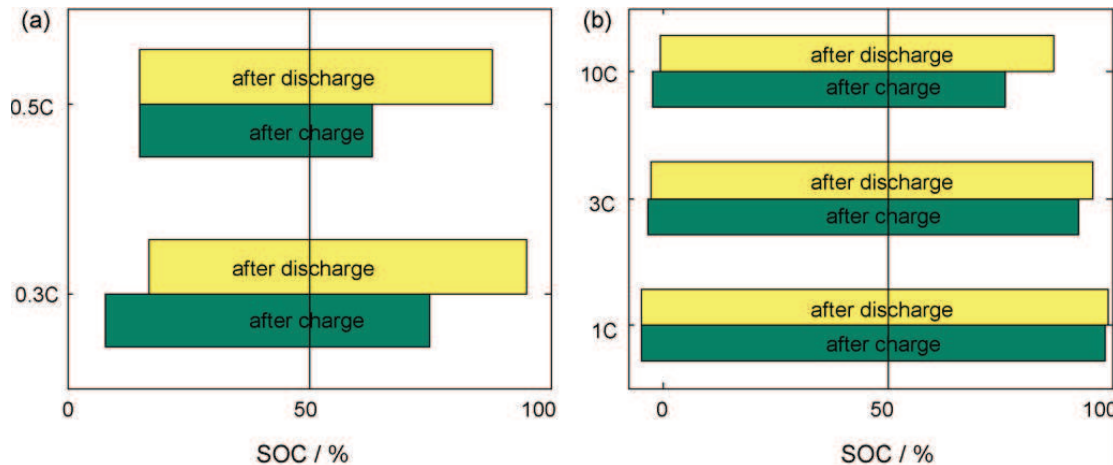 (a)
0.5C
after discharge
after charge
0.3C
after discharge
after charge
0
50
100
SOC / %
(b)
10C
after discharge
after charge
3C
after discharge
after charge
1C
after discharge
after charge
0
50
100
SOC / %